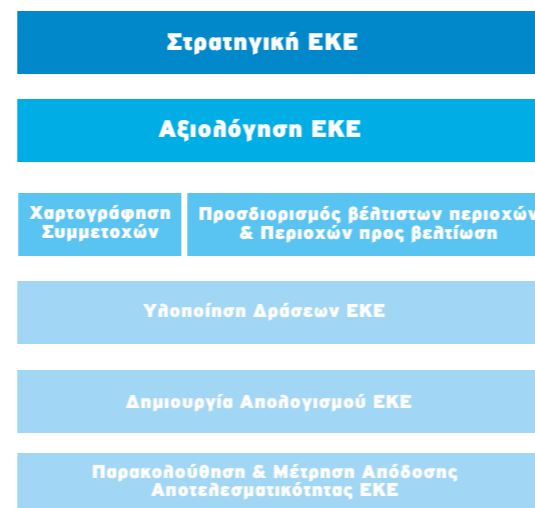 Στρατηγική ΕΚΕ
Αξιολόγηση ΕΚΕ
Χαρτογράφηση
Συμμετοχών
Προσδιορισμός βέλτιστων περιοχών
& Περιοχών προς βελτίωση
Υλοποίηση Δράσεων ΕΚΕ
Δημιουργία Απολογισμού ΕΚΕ
Παρακολούθηση & Μέτρηση Απόδοσης
Αποτελεσματικότητας ΕΚΕ